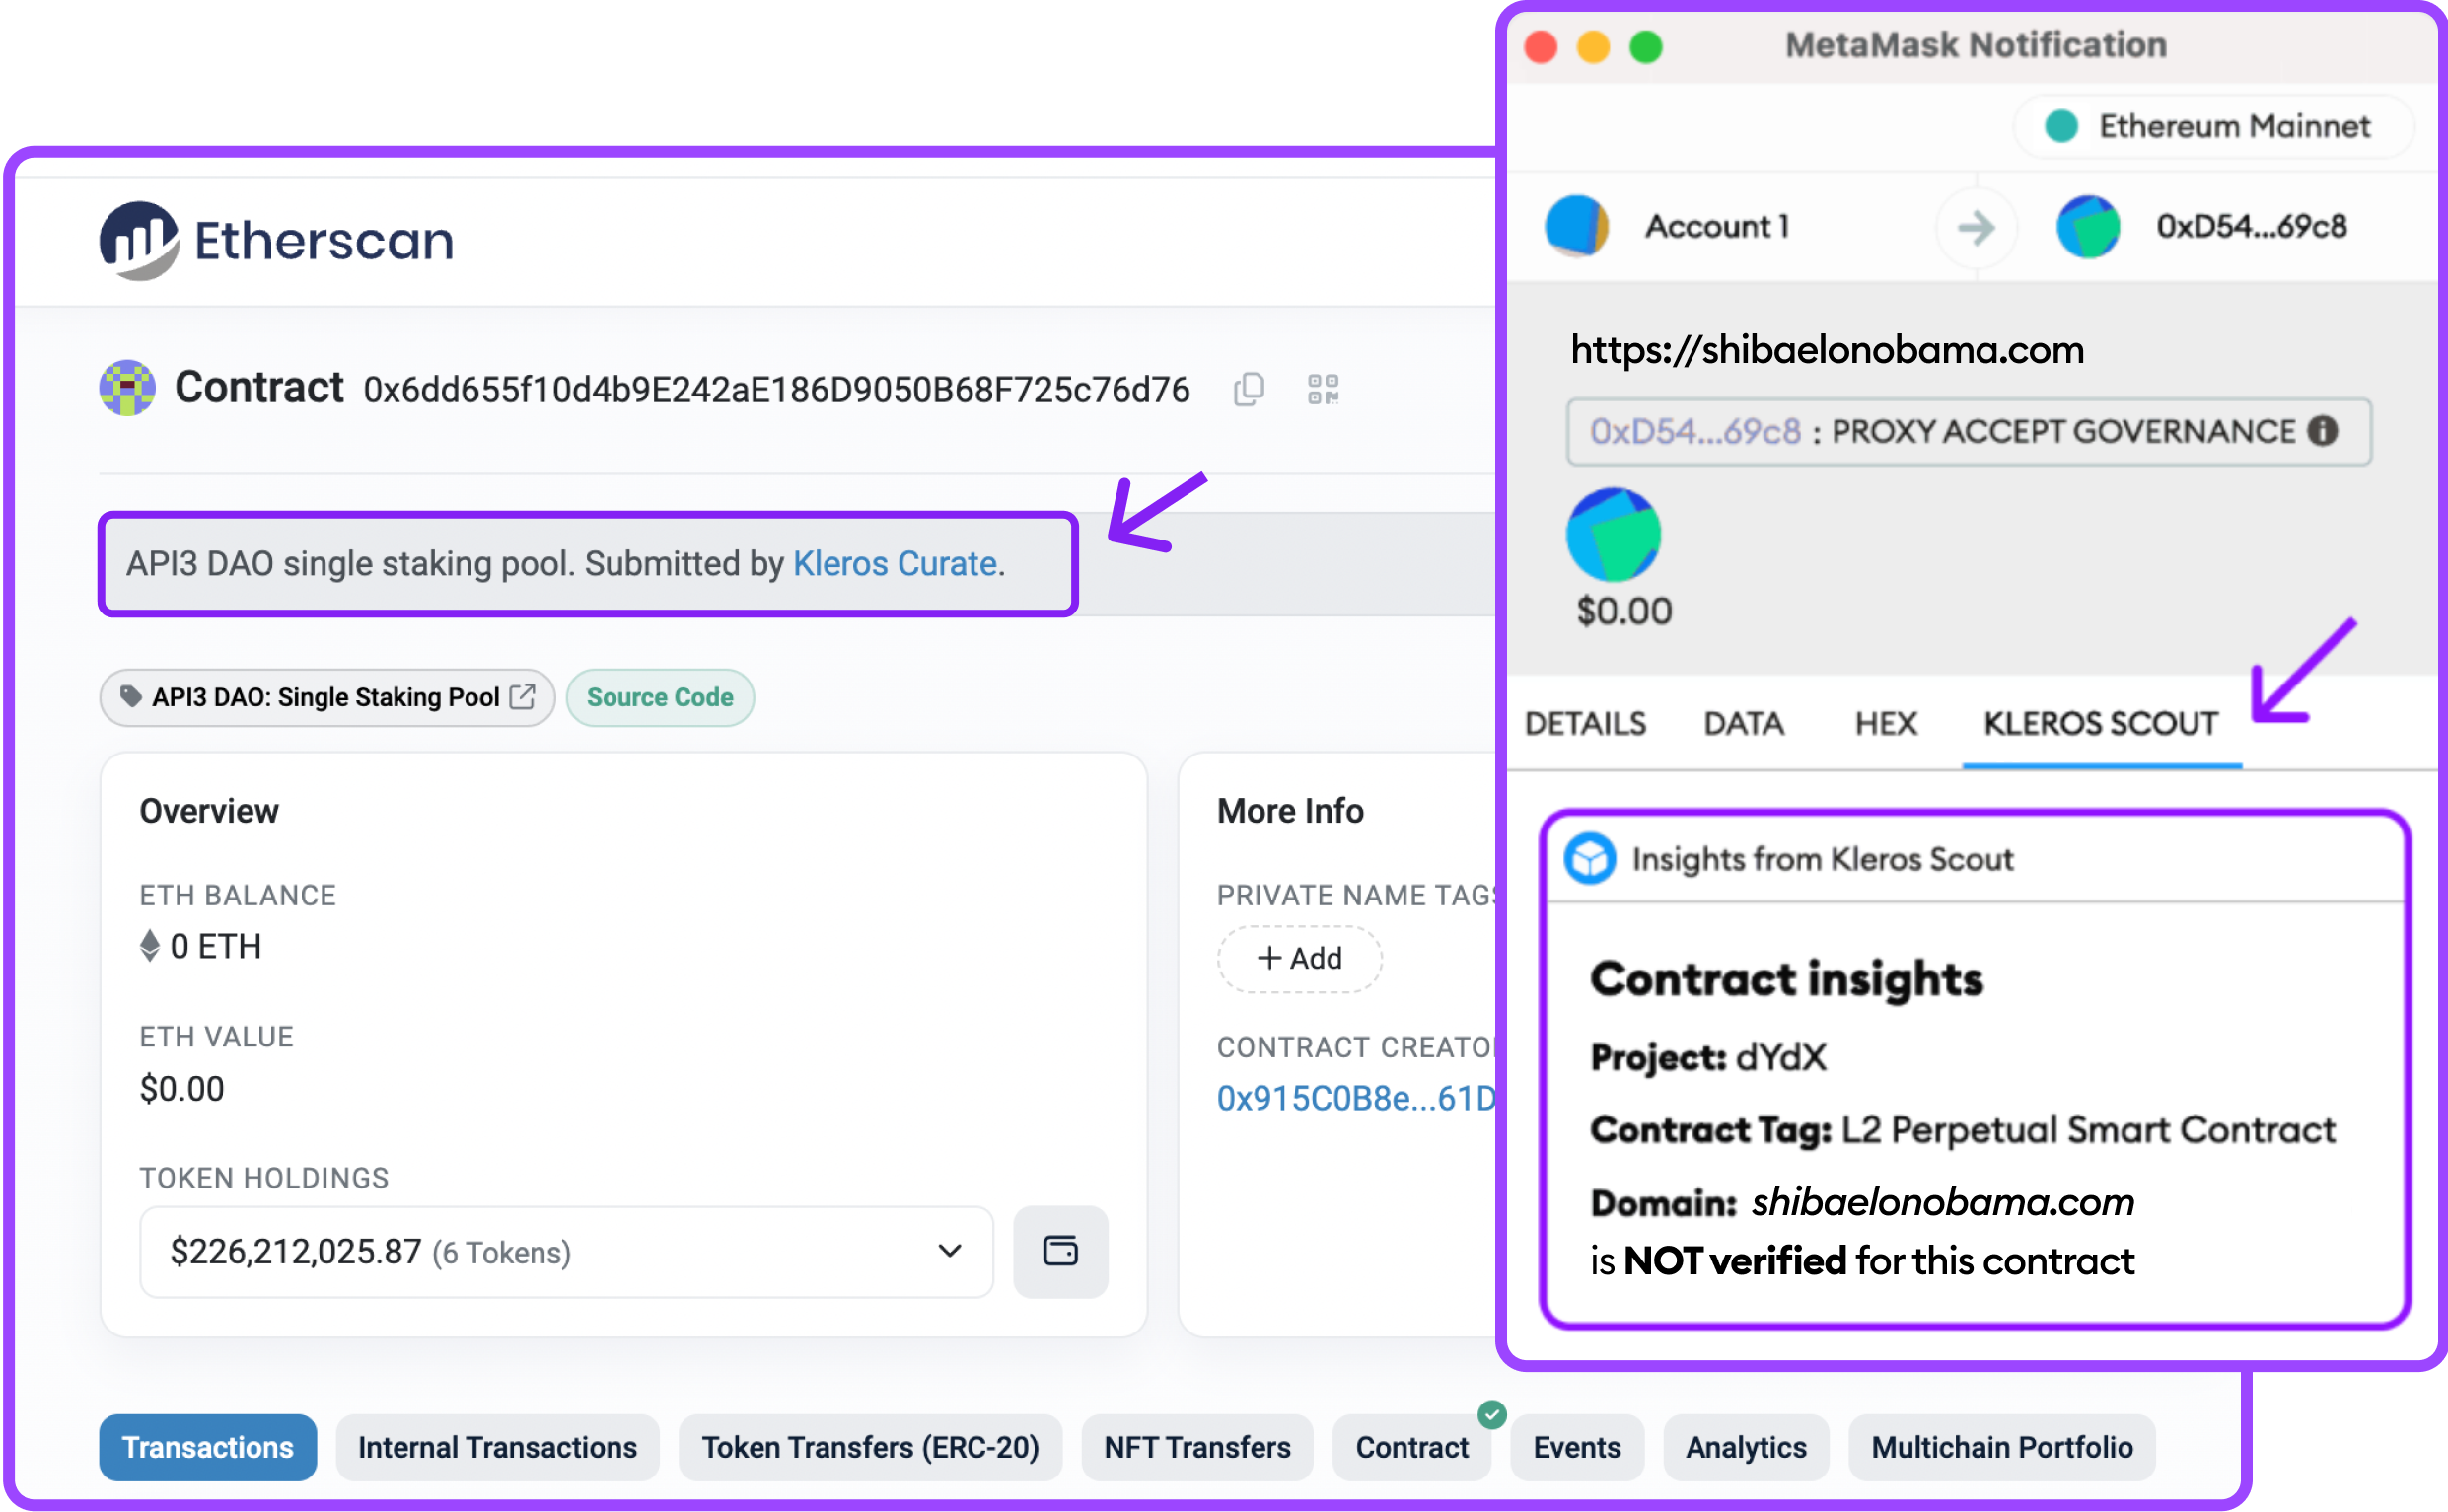 Etherscan
Contract 0x6dd655f10d4b9E242aE186D9050B68F725c76d76
API3 DAO single staking pool. Submitted by Kleros Curate.
API3 DAO: Single Staking Pool
Source Code
Overview
ETH BALANCE
0 ETH
ETH VALUE
$0.00
TOKEN HOLDINGS
$226,212,025.87 (6 Tokens)
More Info
PRIVATE NAME TAGS
+ Add
CONTRACT CREATO
0x915C0B8e...61D
Transactions
Internal Transactions
Token Transfers (ERC-20)
NFT Transfers
Contract
Events
Analytics
Multichain Portfolio
MetaMask Notification
Ethereum Mainnet
Account 1
0xD54...69c8
https://shibaelonobama.com
0xD54...69c8 : PROXY ACCEPT GOVERNANCE
$0.00
DETAILS
DATA
HEX
KLEROS SCOUT
Insights from Kleros Scout
Contract insights
Project: dYdX
Contract Tag: L2 Perpetual Smart Contract
Domain: shibaelonobama.com
is NOT verified for this contract